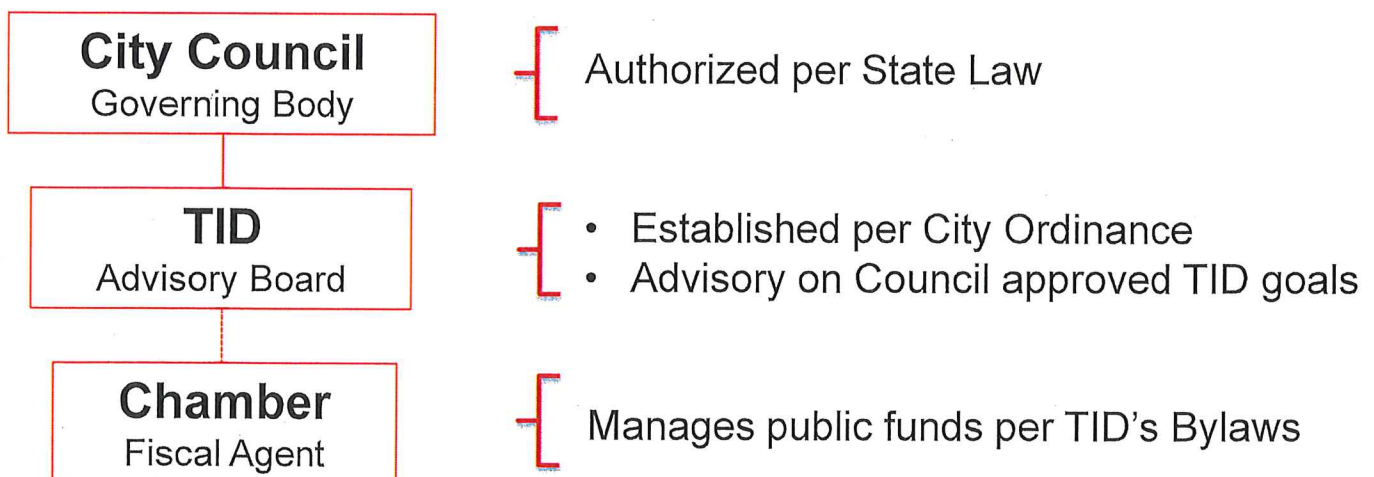 City Council
Governing Body
Authorized per State Law
TID
Advisory Board
• Established per City Ordinance
• Advisory on Council approved TID goals
Chamber
Fiscal Agent
Manages public funds per TID's Bylaws